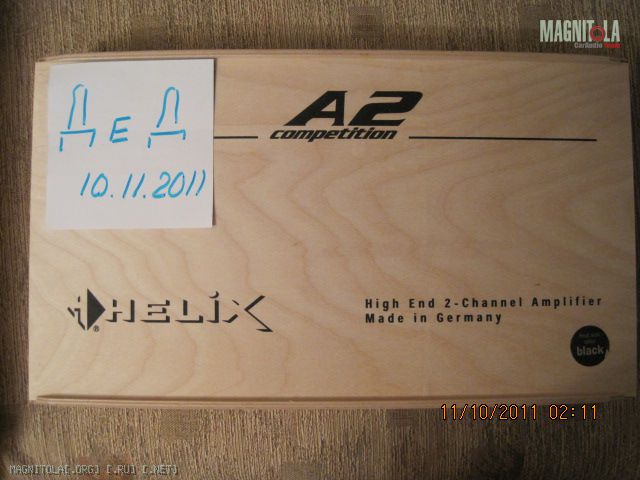 MAGNITOLA
CarAudio team
ДЕД
10.11.2011
A2
competition
HELiX
®
High End 2-Channel Amplifier
Made in Germany
black
11/10/2011 02:11
MAGNITOLA[.ORG] [.RU] [.NET]